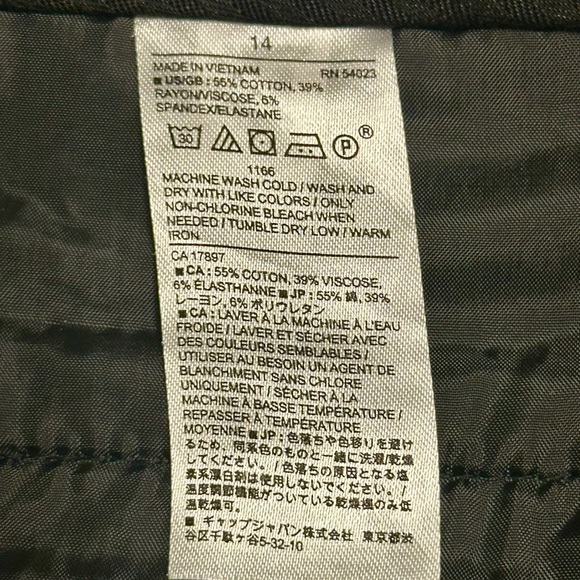 14
MADE IN VIETNAM RN 54023
■ US/GB : 55% COTTON, 39%
RAYON/VISCOSE, 6%
SPANDEX/ELASTANE
30 P ®
1166
MACHINE WASH COLD / WASH AND
DRY WITH LIKE COLORS / ONLY
NON-CHLORINE BLEACH WHEN
NEEDED / TUMBLE DRY LOW / WARM
IRON
CA 17897
■ CA : 55% COTON, 39% VISCOSE,
6% ÉLASTHANNE ■ JP : 55% 綿, 39%
レーヨン, 6% ポリウレタン
■ CA : LAVER À LA MACHINE À L'EAU
FROIDE / LAVER ET SÉCHER AVEC
DES COULEURS SEMBLABLES /
UTILISER AU BESOIN UN AGENT DE
BLANCHIMENT SANS CHLORE
UNIQUEMENT / SÉCHER À LA
MACHINE À BASSE TEMPÉRATURE /
REPASSER À TEMPÉRATURE
MOYENNE ■ JP : 色落ちや色移りを避け
るため、同系色のものと一緒に洗濯/乾燥
してください。 / 色落ちの原因となる塩
素系漂白剤は使用しないでください。 /
温度調節機能がついている乾燥機のみ低
温乾燥可。
■ ギャップジャパン株式会社 東京都渋
谷区千駄ヶ谷5-32-10